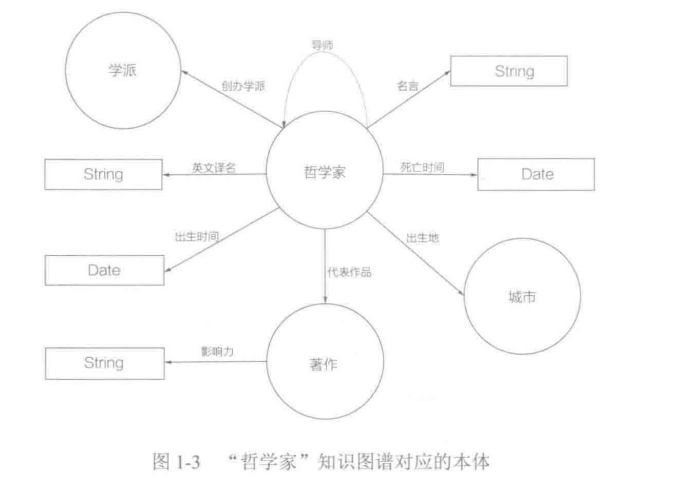 导师
学派
创办学派
名言
String
String
英文译名
哲学家
死亡时间
Date
出生时间
出生地
Date
代表作品
城市
String
影响力
著作
图 1-3 “哲学家”知识图谱对应的本体